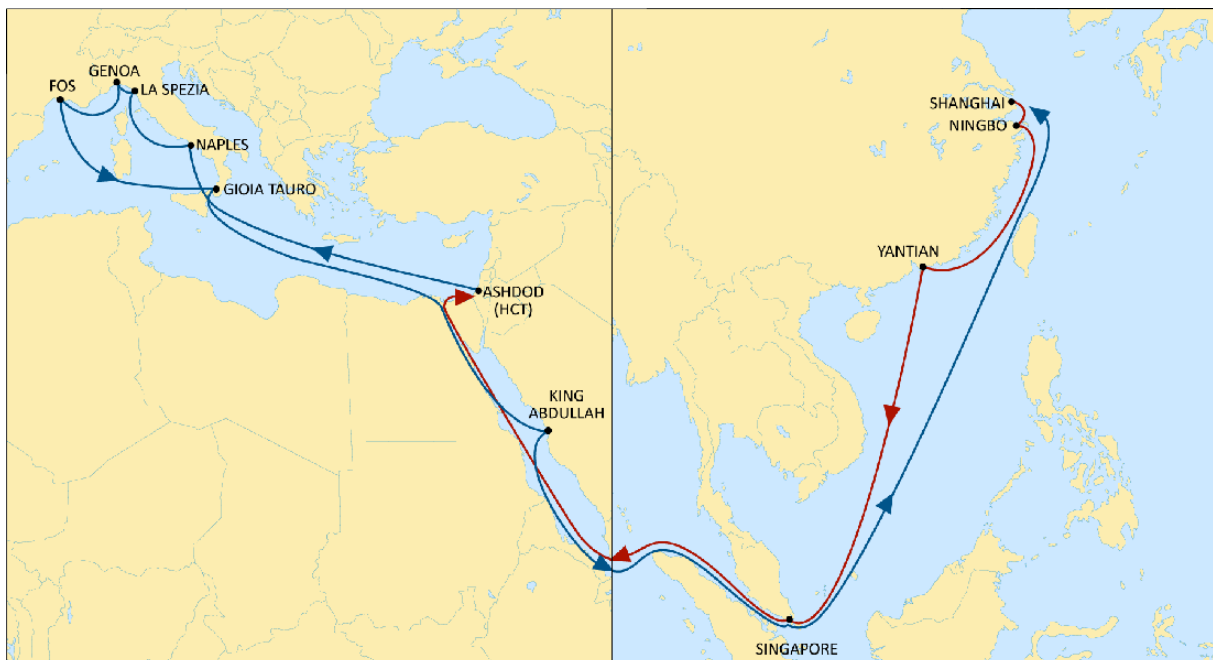 GENOA
FOS
LA SPEZIA
NAPLES
GIOIA TAURO
ASHDOD
(HCT)
KING
ABDULLAH
SHANGHAI
NINGBO
YANTIAN
SINGAPORE